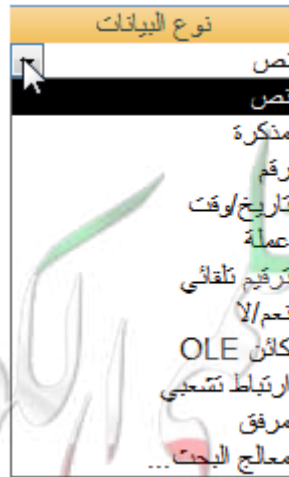 نوع البيانات
نص
نص
مذكرة
رقم
تاريخ/وقت
عملة
ترقيم تلقائي
نعم/لا
كائن OLE
ارتباط تشعبي
مرفق
معالج البحث...